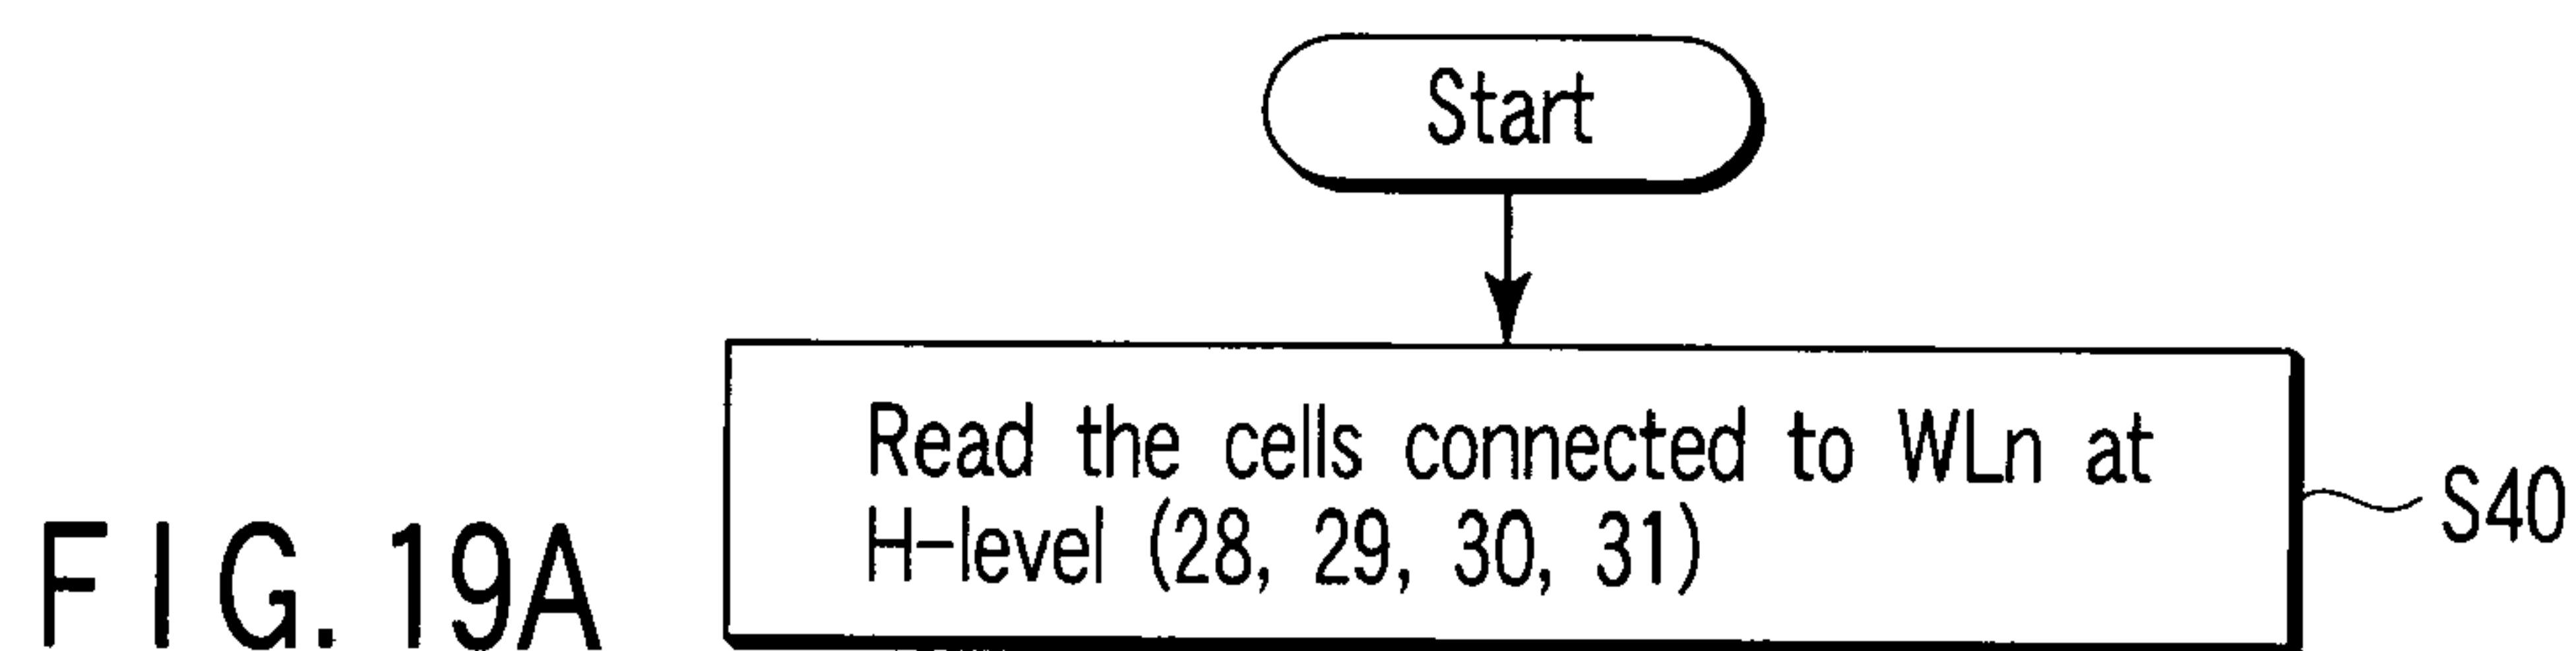 Start
Read the cells connected to WLn at
H-level (28, 29, 30, 31)
S40
FIG. 19A